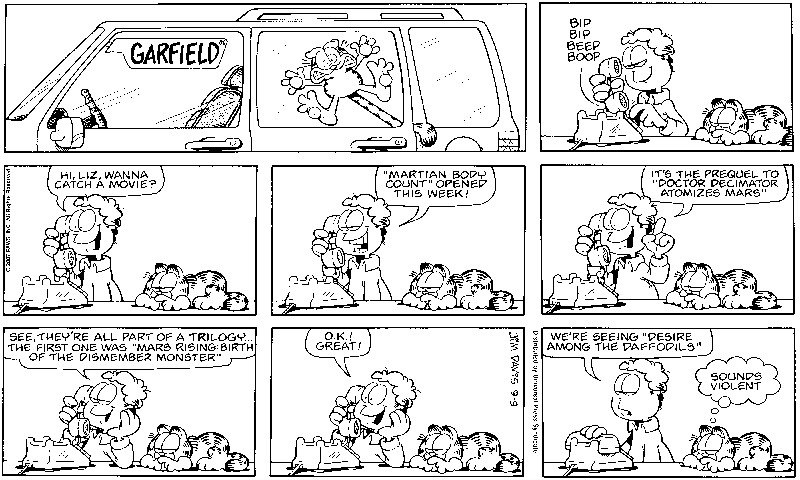 GARFIELD
BIP
BIP
BEEP
BOOP
HI, LIZ, WANNA
CATCH A MOVIE?
"MARTIAN BODY
COUNT" OPENED
THIS WEEK!
IT'S THE PREQUEL TO
"DOCTOR DECIMATOR
ATOMIZES MARS"
SEE, THEY'RE ALL PART OF A TRILOGY...
THE FIRST ONE WAS "MARS RISING: BIRTH
OF THE DISMEMBER MONSTER"
O.K.!
GREAT!
JIM DAVIS 9-9
WE'RE SEEING "DESIRE
AMONG THE DAFFODILS"
SOUNDS
VIOLENT